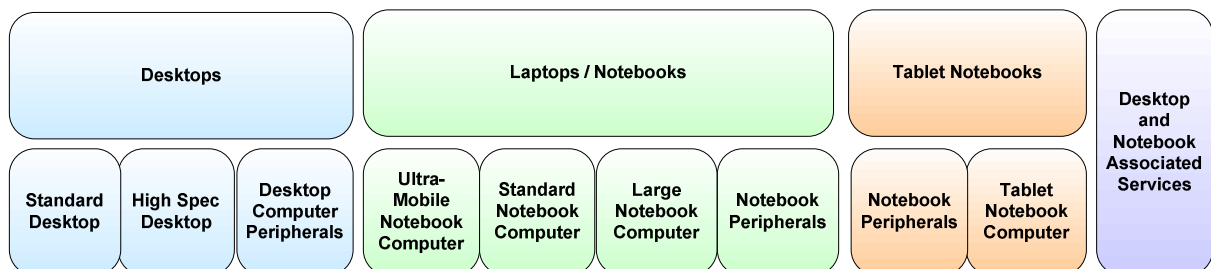 Desktops
Laptops / Notebooks
Tablet Notebooks
Desktop
and
Notebook
Associated
Services
Standard
Desktop
High Spec
Desktop
Desktop
Computer
Peripherals
Ultra-
Mobile
Notebook
Computer
Standard
Notebook
Computer
Large
Notebook
Computer
Notebook
Peripherals
Notebook
Peripherals
Tablet
Notebook
Computer